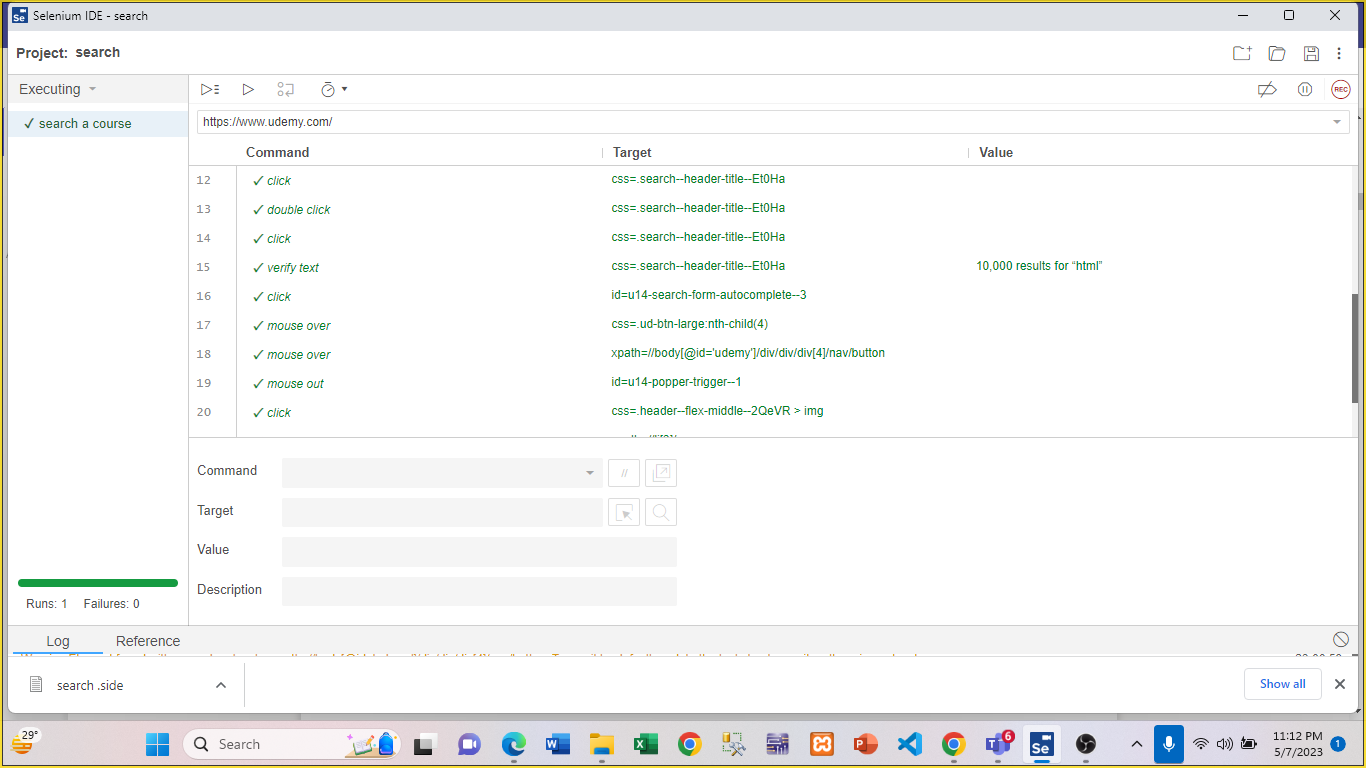 Selenium IDE - search
Project: search
Executing
✓ search a course
https://www.udemy.com/
Command Target Value
12 ✓ click css=.search--header-title--Et0Ha
13 ✓ double click css=.search--header-title--Et0Ha
14 ✓ click css=.search--header-title--Et0Ha
15 ✓ verify text css=.search--header-title--Et0Ha 10,000 results for “html”
16 ✓ click id=u14-search-form-autocomplete--3
17 ✓ mouse over css=.ud-btn-large:nth-child(4)
18 ✓ mouse over xpath=//body[@id='udemy']/div/div/div[4]/nav/button
19 ✓ mouse out id=u14-popper-trigger--1
20 ✓ click css=.header--flex-middle--2QeVR > img
Command //
Target
Value
Description
Runs: 1 Failures: 0
REC
Log Reference
search .side
Show all
29°
Search
6
Se
11:12 PM
5/7/2023
1